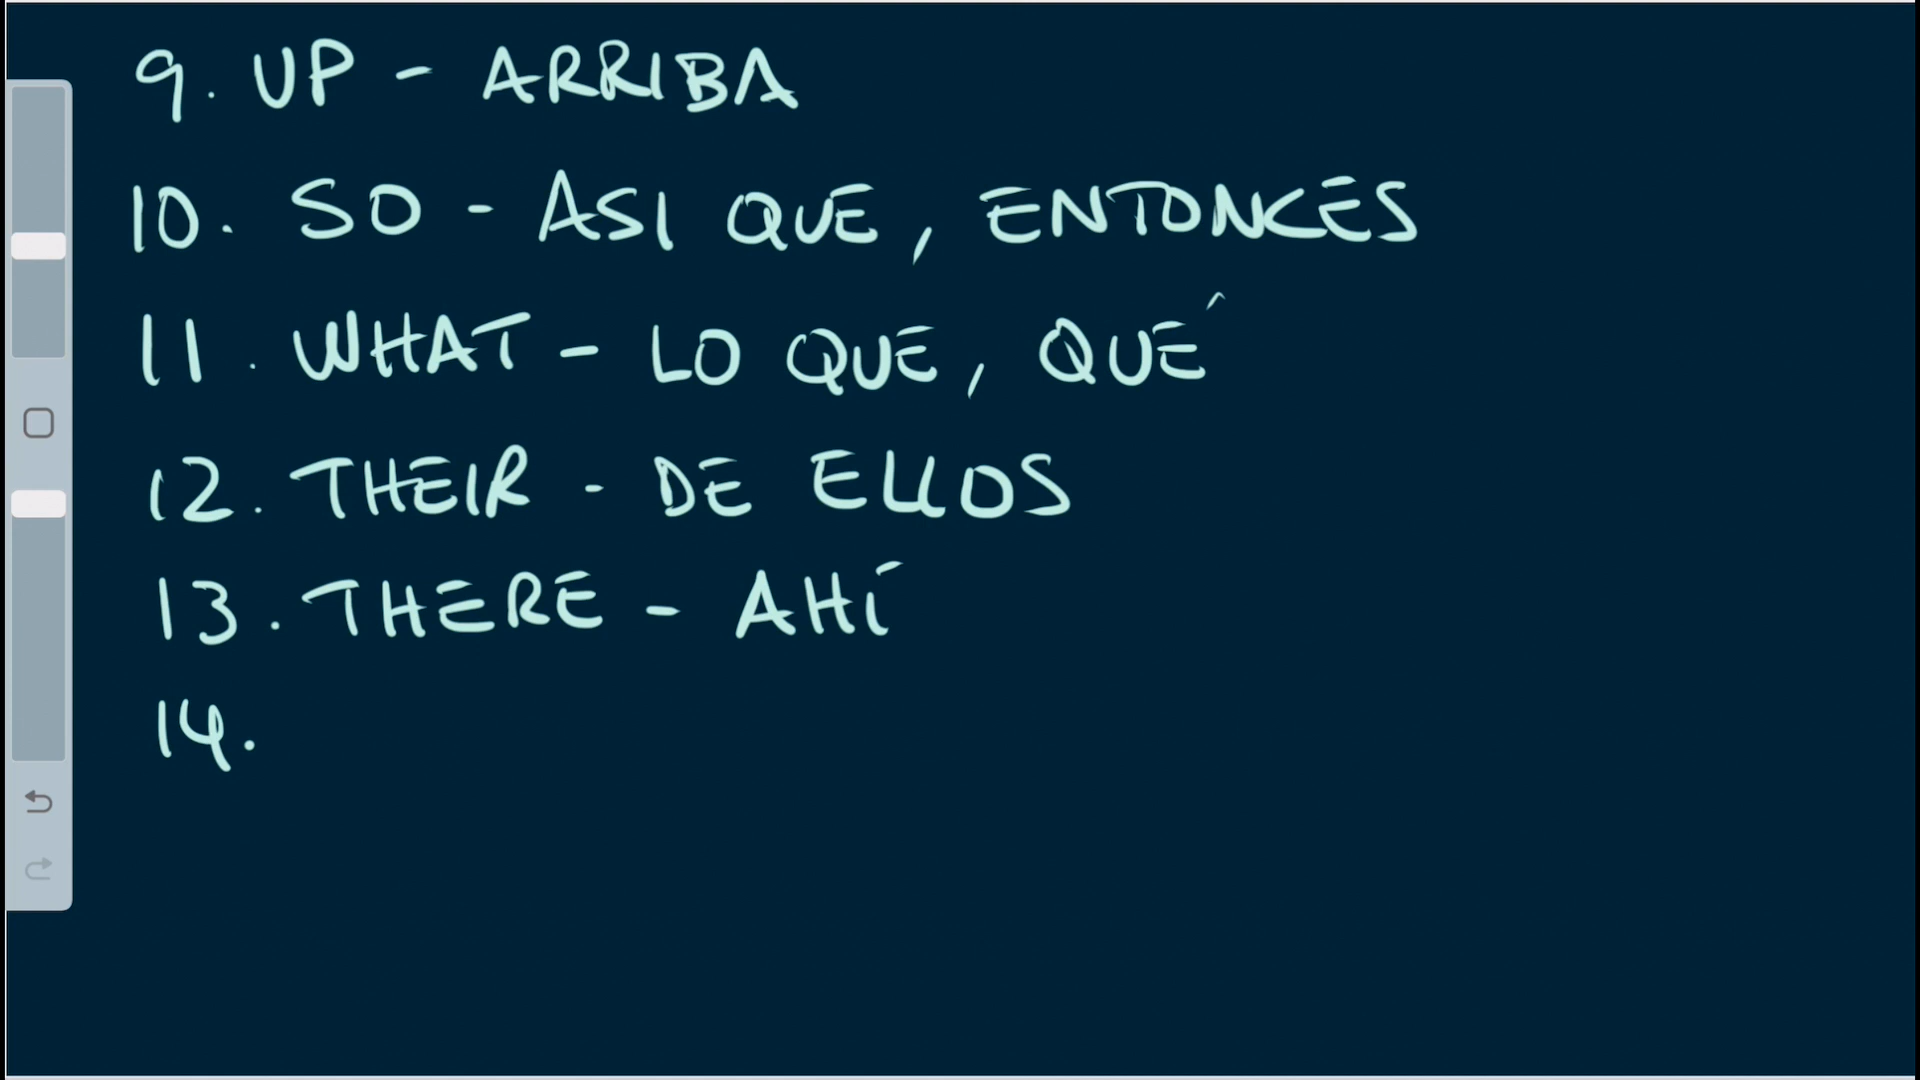 9. UP - ARRIBA
10. SO - ASI QUE, ENTONCES
11. WHAT - LO QUE, QUÉ
12. THEIR - DE ELLOS
13. THERE - AHÍ
14.